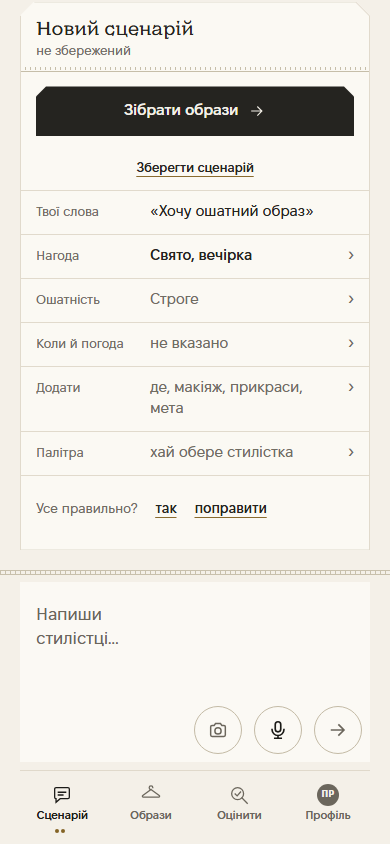 Новий сценарій
не збережений
Зібрати образи →
Зберегти сценарій
Твої слова «Хочу ошатний образ»
Нагода Свято, вечірка ›
Ошатність Строге ›
Коли й погода не вказано ›
Додати де, макіяж, прикраси, ›
мета
Палітра хай обере стилістка ›
Усе правильно? так поправити
Напиши
стилістці...
Сценарій Образи Оцінити ПР Профіль